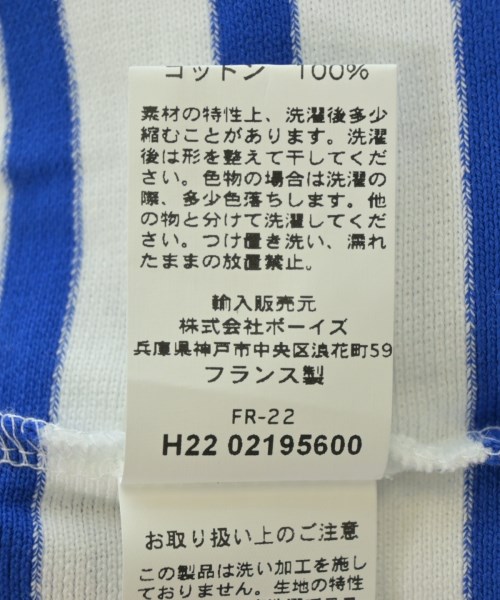 コットン 100%
素材の特性上、洗濯後多少
縮むことがあります。洗濯
後は形を整えて干してくだ
さい。色物の場合は洗濯の
際、多少色落ちします。他
の物と分けて洗濯してくだ
さい。つけ置き洗い、濡れ
たままの放置禁止。
輸入販売元
株式会社ボーイズ
兵庫県神戸市中央区浪花町59
フランス製
FR-22
H22 02195600
お取り扱い上のご注意
この製品は洗い加工を施し
ておりません。生地の特性